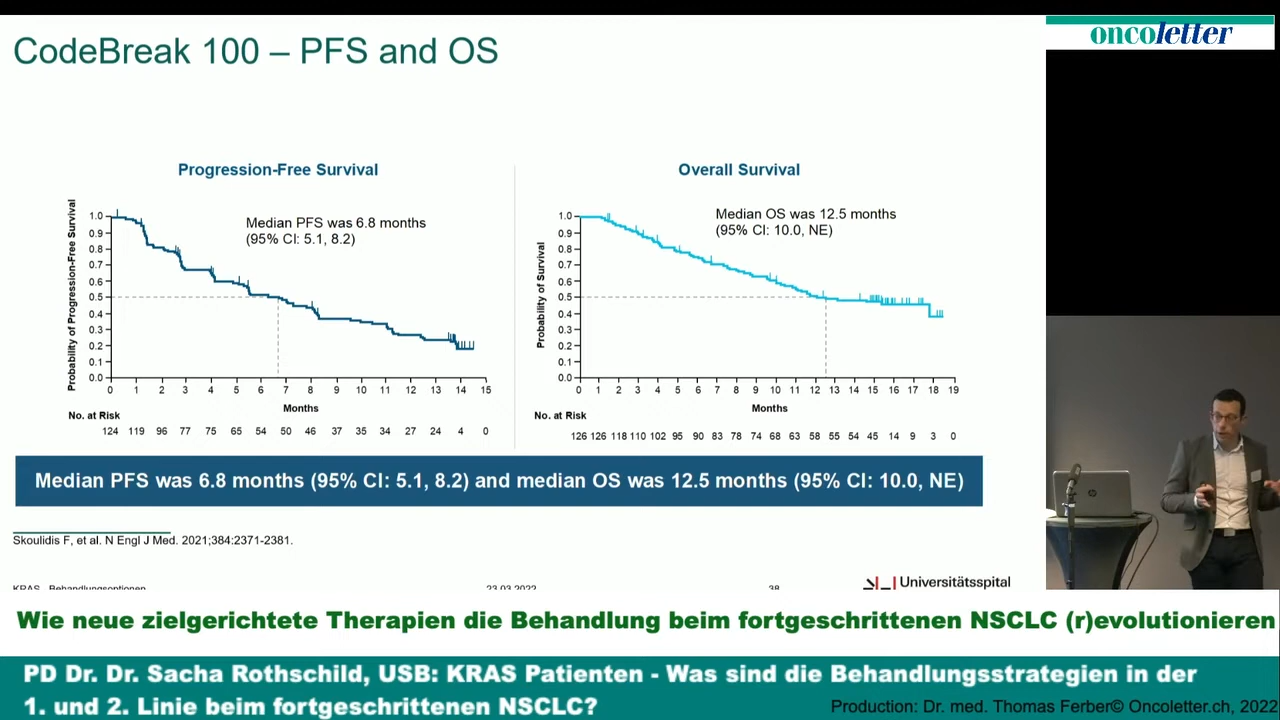 CodeBreak 100 – PFS and OS
oncoletter
Progression-Free Survival
Probability of Progression-Free Survival
1.0
0.9
0.8
0.7
0.6
0.5
0.4
0.3
0.2
0.1
0.0
Median PFS was 6.8 months
(95% CI: 5.1, 8.2)
0 1 2 3 4 5 6 7 8 9 10 11 12 13 14 15
Months
No. at Risk
124 119 96 77 75 65 54 50 46 37 35 34 27 24 4 0
Overall Survival
Probability of Survival
1.0
0.9
0.8
0.7
0.6
0.5
0.4
0.3
0.2
0.1
0.0
Median OS was 12.5 months
(95% CI: 10.0, NE)
0 1 2 3 4 5 6 7 8 9 10 11 12 13 14 15 16 17 18 19
Months
No. at Risk
126 126 118 110 102 95 90 83 78 74 68 63 58 55 54 45 14 9 3 0
Median PFS was 6.8 months (95% CI: 5.1, 8.2) and median OS was 12.5 months (95% CI: 10.0, NE)
Skoulidis F, et al. N Engl J Med. 2021;384:2371-2381.
KRAS - Behandlungsoptionen
23.03.2022
38
Universitätsspital
hp
Wie neue zielgerichtete Therapien die Behandlung beim fortgeschrittenen NSCLC (r)evolutionieren
PD Dr. Dr. Sacha Rothschild, USB: KRAS Patienten - Was sind die Behandlungsstrategien in der
1. und 2. Linie beim fortgeschrittenen NSCLC?
Production: Dr. med. Thomas Ferber© Oncoletter.ch, 2022